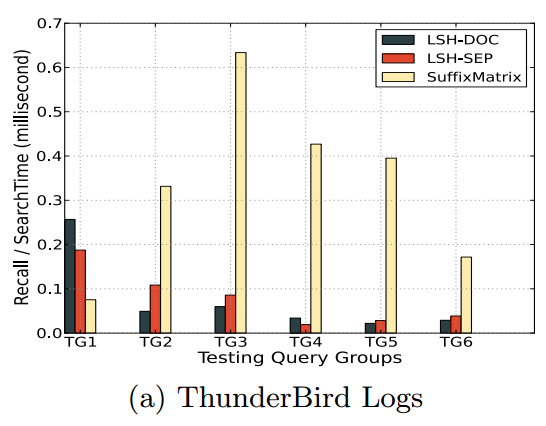 Recall / SearchTime (millisecond)
0.7
0.6
0.5
0.4
0.3
0.2
0.1
0.0
LSH-DOC
LSH-SEP
SuffixMatrix
TG1 TG2 TG3 TG4 TG5 TG6
Testing Query Groups
(a) ThunderBird Logs